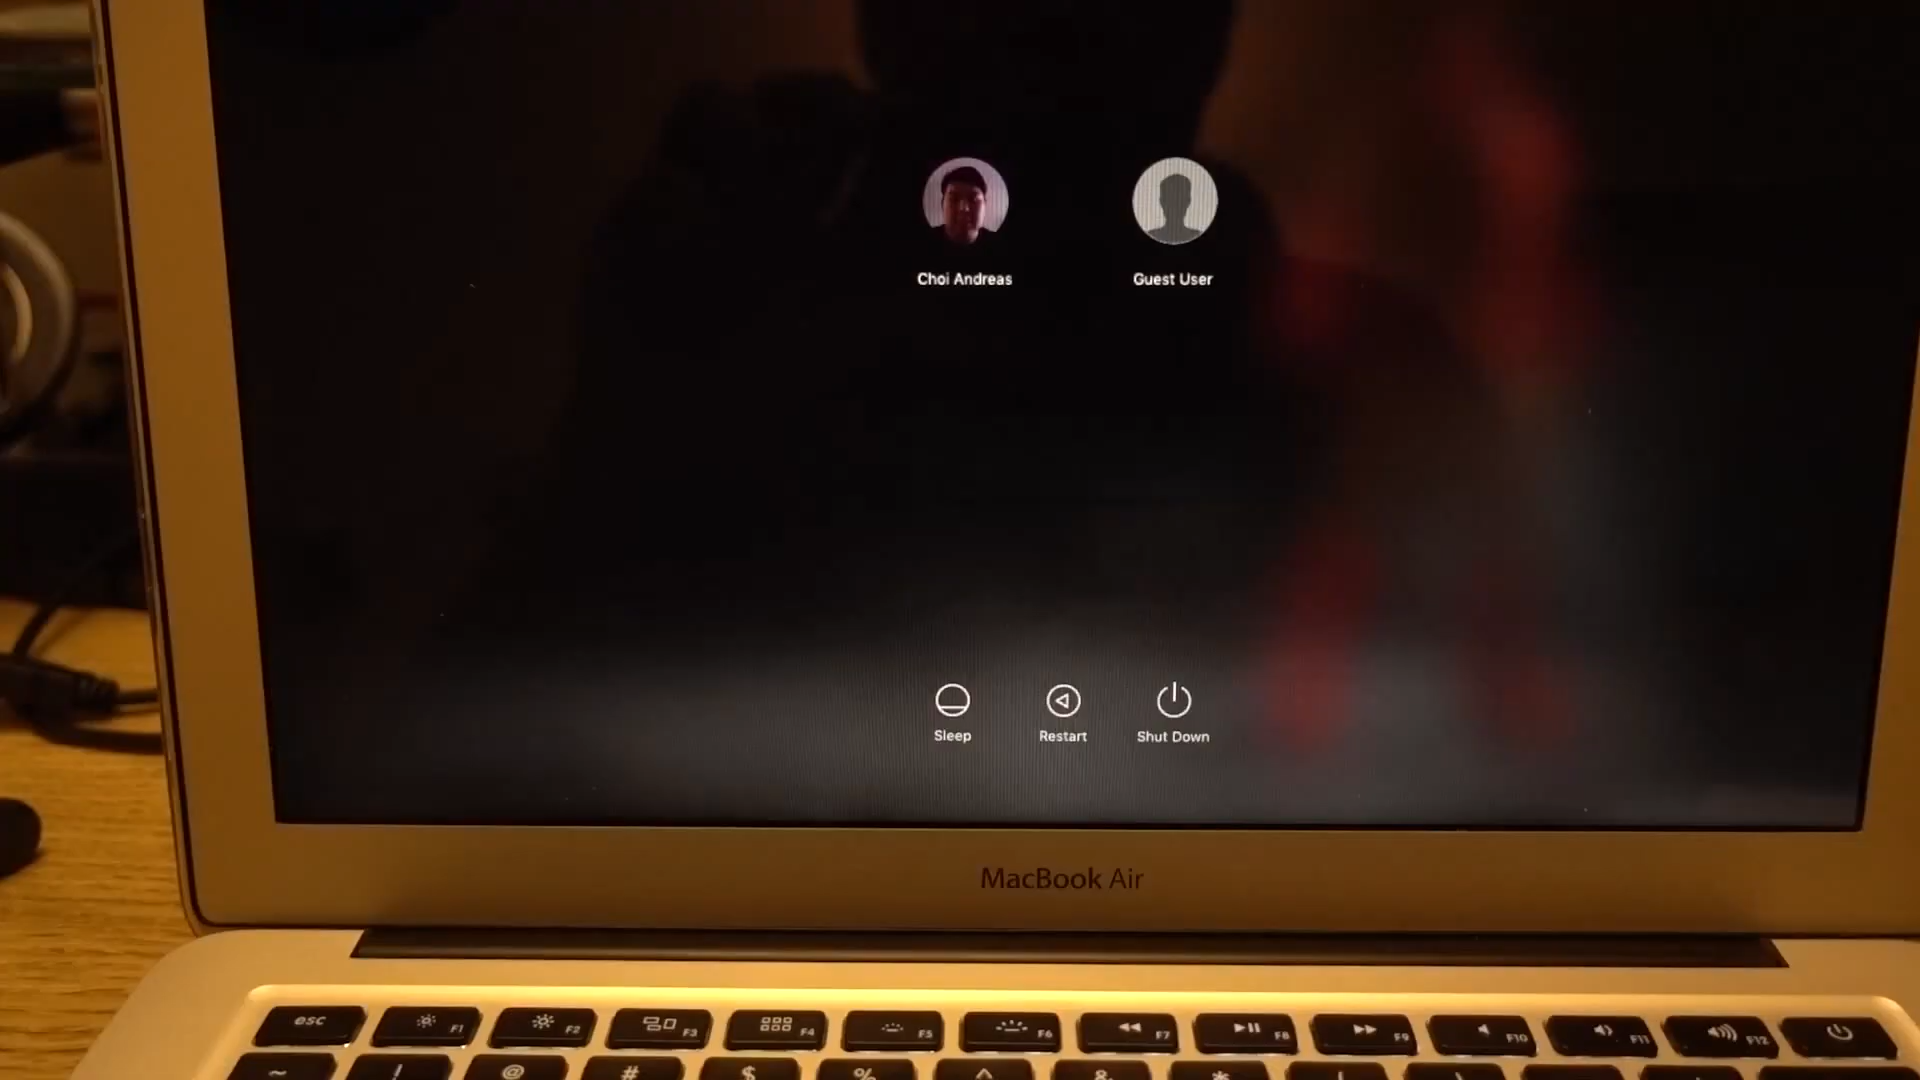 Choi Andreas
Guest User
Sleep
Restart
Shut Down
MacBook Air
esc
F1
F2
F3
F4
F5
F6
F7
F8
F9
F10
F11
F12
~
!
@
#
$
%
^
&
*